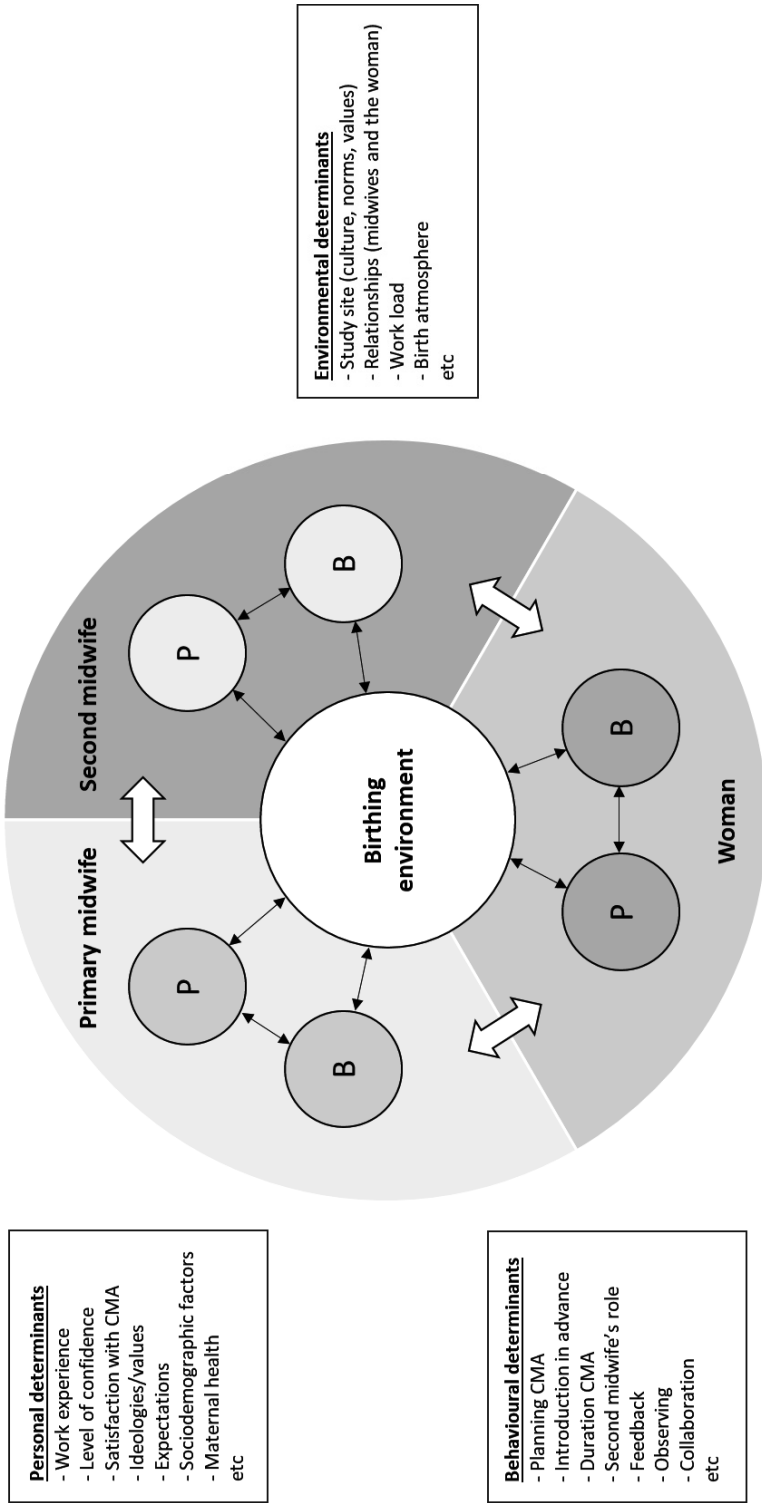 Personal determinants
- Work experience
- Level of confidence
- Satisfaction with CMA
- Ideologies/values
- Expectations
- Sociodemographic factors
- Maternal health
etc
Behavioural determinants
- Planning CMA
- Introduction in advance
- Duration CMA
- Second midwife's role
- Feedback
- Observing
- Collaboration
etc
Primary midwife
P
B
Second midwife
P
B
Birthing
environment
P
B
Woman
Environmental determinants
- Study site (culture, norms, values)
- Relationships (midwives and the woman)
- Work load
- Birth atmosphere
etc